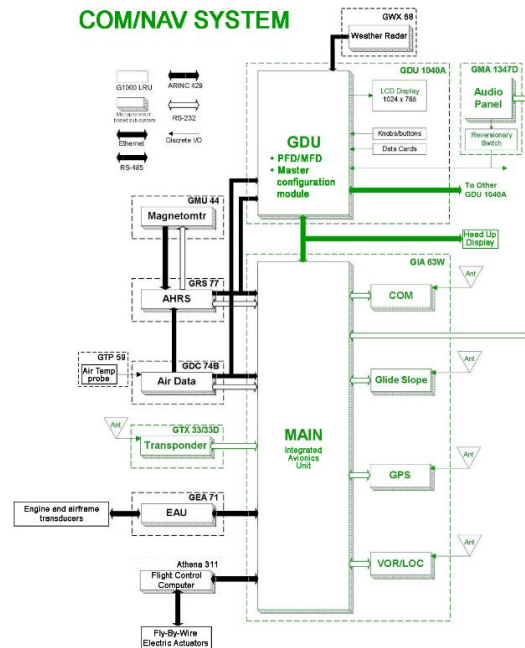 COM/NAV SYSTEM
GWX 68
Weather Radar
G1000 LRU
ARINC 429
Microprocessor
based sub-system
RS-232
Ethernet
Discrete I/O
RS-485
GDU 1040A
GDU
• PFD/MFD
• Master
configuration
module
LCD Display
1024 x 768
Knobs/buttons
Data Cards
GMA 1347D
Audio
Panel
Reversionary
Switch
To Other
GDU 1040A
Head Up
Display
GMU 44
Magnetomtr
GRS 77
AHRS
GTP 59
Air Temp
probe
GDC 74B
Air Data
GTX 33/33D
Ant
Transponder
GEA 71
Engine and airframe
transducers
EAU
Athena 311
Flight Control
Computer
Fly-By-Wire
Electric Actuators
GIA 63W
MAIN
Integrated
Avionics
Unit
Ant
COM
Ant
Glide Slope
Ant
GPS
Ant
VOR/LOC